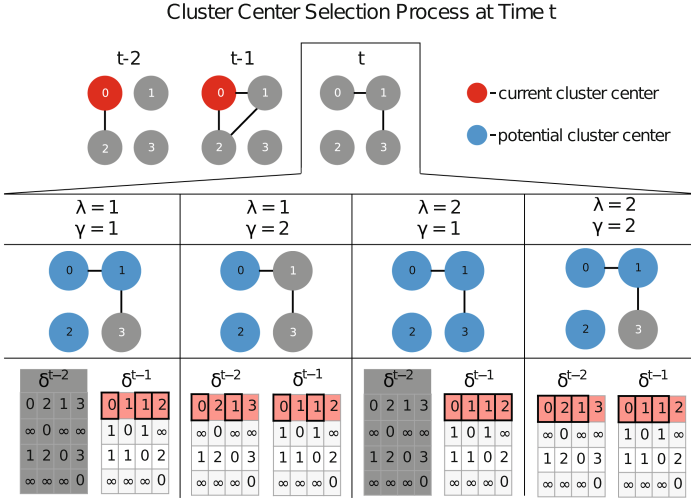 Cluster Center Selection Process at Time t
t-2 t-1 t
0 1 0 1 0 1
2 3 2 3 2 3
-current cluster center
-potential cluster center
λ = 1 λ = 1 λ = 2 λ = 2
γ = 1 γ = 2 γ = 1 γ = 2
0 1 0 1 0 1 0 1
2 3 2 3 2 3 2 3
δt−2 δt−1 δt−2 δt−1 δt−2 δt−1 δt−2 δt−1
0 2 1 3 0 1 1 2 0 2 1 3 0 1 1 2 0 2 1 3 0 1 1 2 0 2 1 3 0 1 1 2
∞ 0 ∞ ∞ 1 0 1 ∞ ∞ 0 ∞ ∞ 1 0 1 ∞ ∞ 0 ∞ ∞ 1 0 1 ∞ ∞ 0 ∞ ∞ 1 0 1 ∞
1 2 0 3 1 1 0 2 1 2 0 3 1 1 0 2 1 2 0 3 1 1 0 2 1 2 0 3 1 1 0 2
∞ ∞ ∞ 0 ∞ ∞ ∞ 0 ∞ ∞ ∞ 0 ∞ ∞ ∞ 0 ∞ ∞ ∞ 0 ∞ ∞ ∞ 0 ∞ ∞ ∞ 0 ∞ ∞ ∞ 0